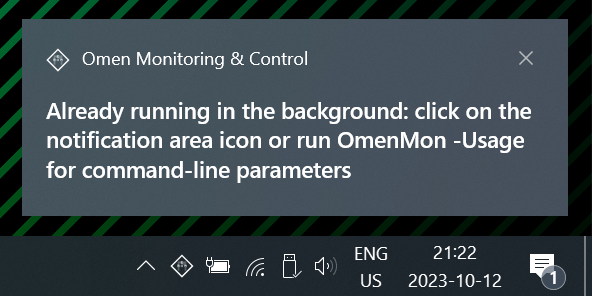 Omen Monitoring & Control
Already running in the background: click on the
notification area icon or run OmenMon -Usage
for command-line parameters
ENG
US
21:22
2023-10-12
1